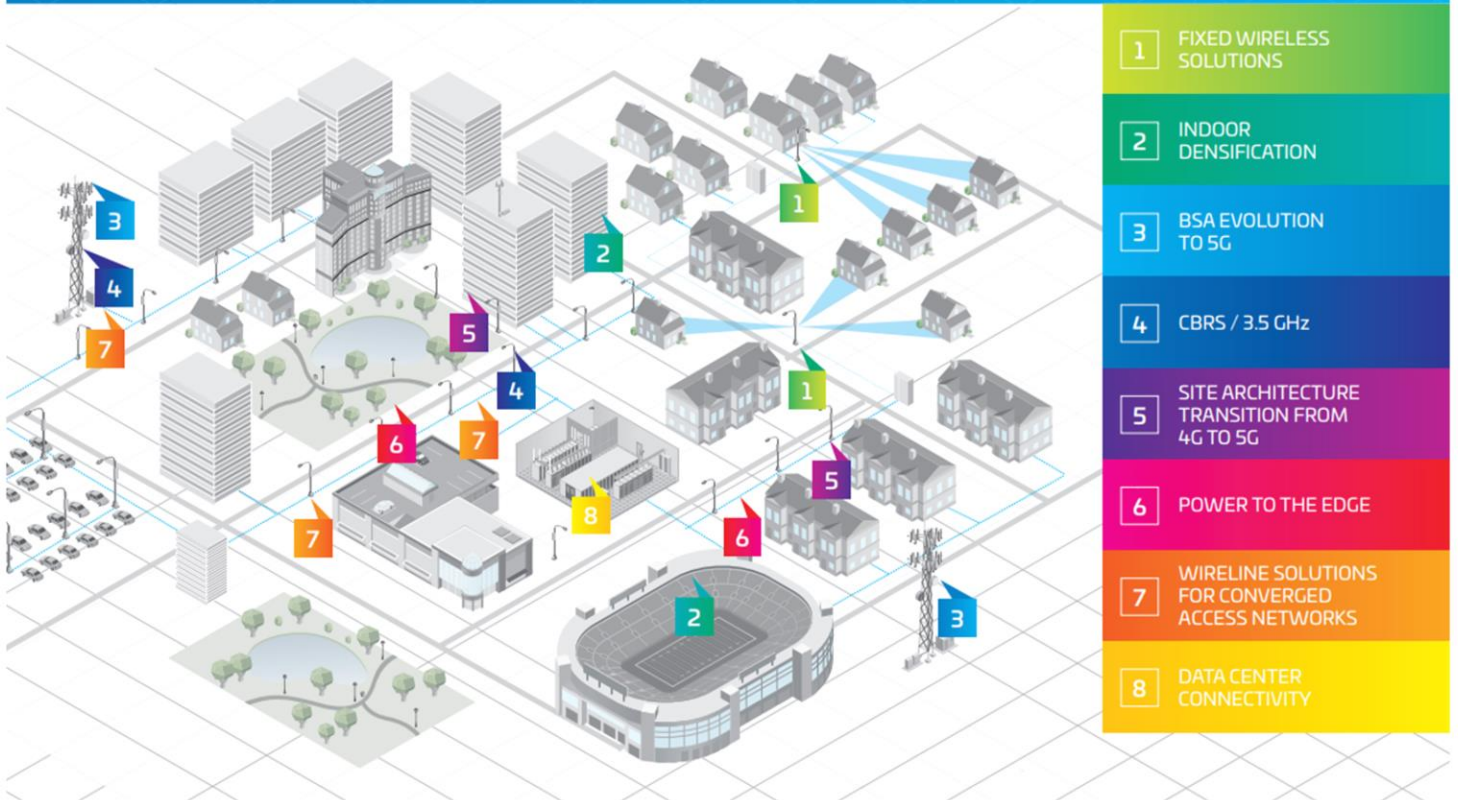 1
FIXED WIRELESS
SOLUTIONS
2
INDOOR
DENSIFICATION
3
BSA EVOLUTION
TO 5G
4
CBRS / 3.5 GHz
5
SITE ARCHITECTURE
TRANSITION FROM
4G TO 5G
6
POWER TO THE EDGE
7
WIRELINE SOLUTIONS
FOR CONVERGED
ACCESS NETWORKS
8
DATA CENTER
CONNECTIVITY
1
3
2
4
5
7
4
1
6
7
5
8
7
6
2
3